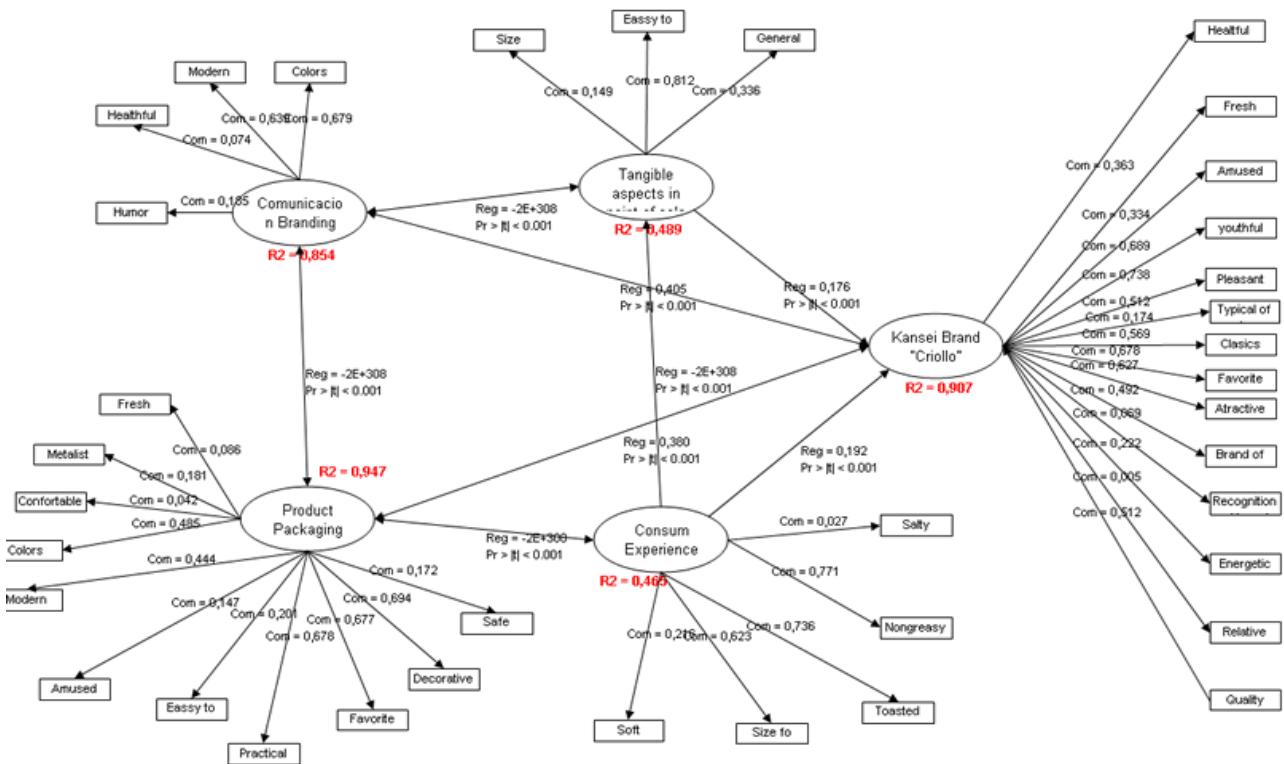 Healtful
Eassy to
Size
General
Modern
Colors
Com = 0,812
Com = 0,149
Com = 0,336
Healthful
Com = 0,639
Com = 0,679
Com = 0,074
Fresh
Com = 0,363
Amused
Tangible
aspects in
R2 = 0,489
Com = 0,185
Humor
Comunicacio
n Branding
R2 = 0,854
Reg = -2E+308
Pr > |t| < 0.001
Com = 0,334
Com = 0,689
youthful
Com = 0,738
Pleasant
Reg = 0,405
Pr > |t| < 0.001
Reg = 0,176
Pr > |t| < 0.001
Com = 0,512
Com = 0,174
Typical of
Com = 0,569
Clasics
Kansei Brand
"Criollo"
R2 = 0,907
Com = 0,678
Com = 0,627
Favorite
Com = 0,492
Atractive
Reg = -2E+308
Pr > |t| < 0.001
Reg = -2E+308
Pr > |t| < 0.001
Com = 0,669
Com = 0,222
Brand of
Com = 0,005
Recognition
Com = 0,512
Fresh
Com = 0,086
Metalist
Com = 0,181
Reg = 0,380
Pr > |t| < 0.001
Reg = 0,192
Pr > |t| < 0.001
R2 = 0,947
Confortable
Com = 0,042
Com = 0,485
Product
Packaging
Colors
Com = 0,444
Reg =
Pr > |t| < 0.001
Consum
Experience
R2 = 0,465
Com = 0,027
Salty
Energetic
Com = 0,771
Modern
Com = 0,147
Com = 0,201
Com = 0,678
Com = 0,677
Com = 0,694
Com = 0,172
Safe
Com = 0,623
Com = 0,736
Nongreasy
Relative
Amused
Eassy to
Practical
Favorite
Decorative
Soft
Size fo
Toasted
Quality